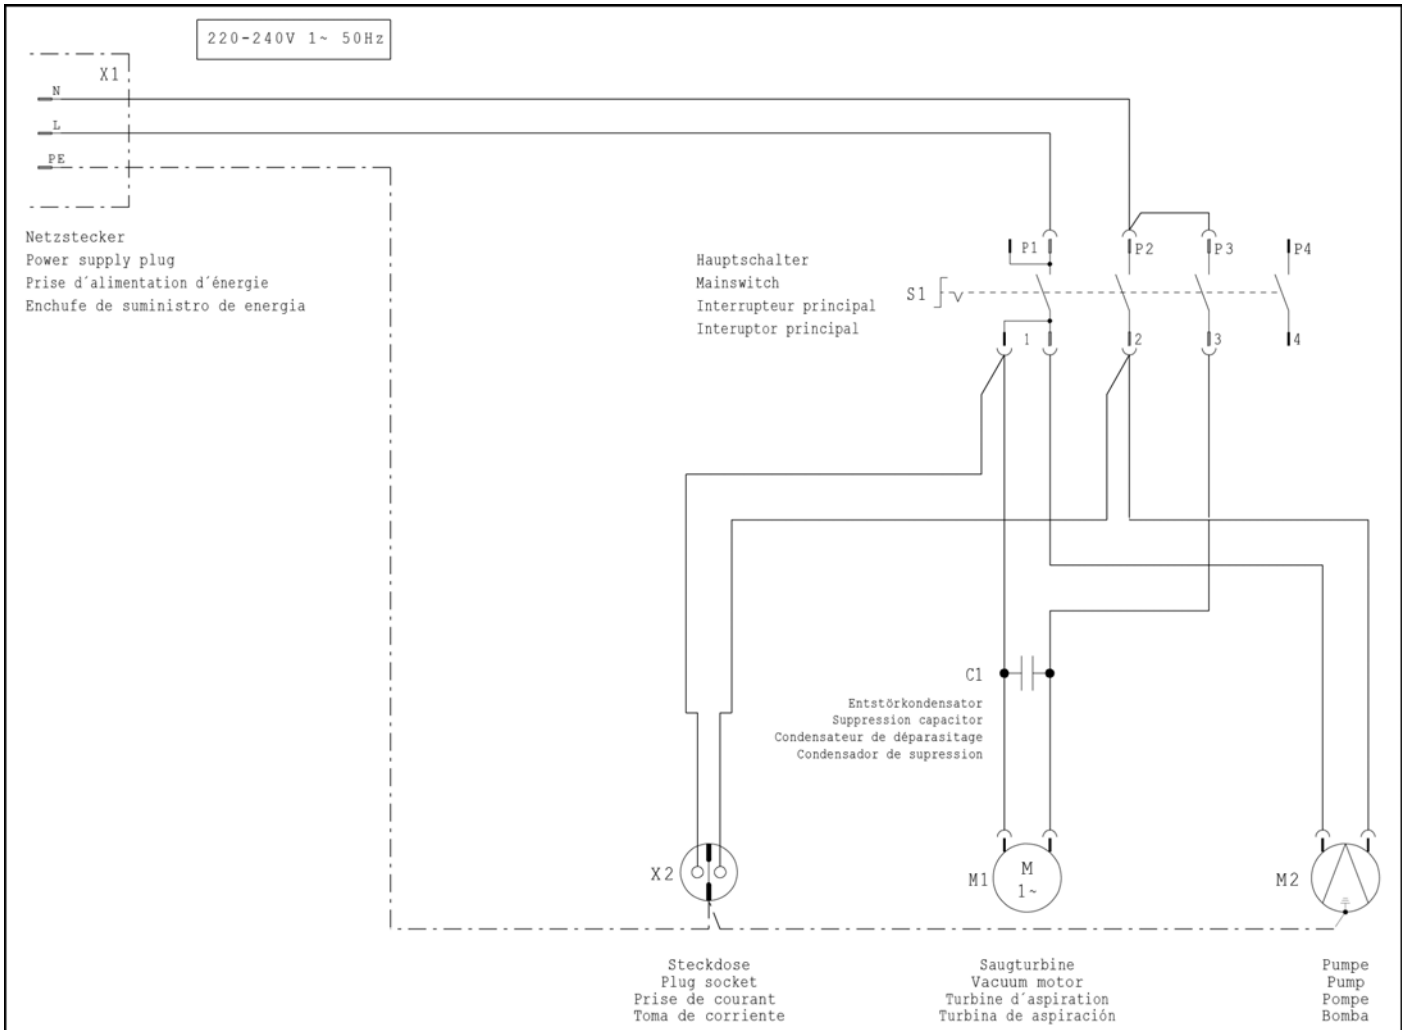 220-240V 1~ 50Hz
X1
N
L
PE
Netzstecker
Power supply plug
Prise d´alimentation d´énergie
Enchufe de suministro de energia
Hauptschalter
Mainswitch
Interrupteur principal
Interuptor principal
S1
P1
P2
P3
P4
1
2
3
4
C1
Entstörkondensator
Suppression capacitor
Condensateur de déparasitage
Condensador de supression
X2
M1
M
1~
M2
Steckdose
Plug socket
Prise de courant
Toma de corriente
Saugturbine
Vacuum motor
Turbine d´aspiration
Turbina de aspiración
Pumpe
Pump
Pompe
Bomba